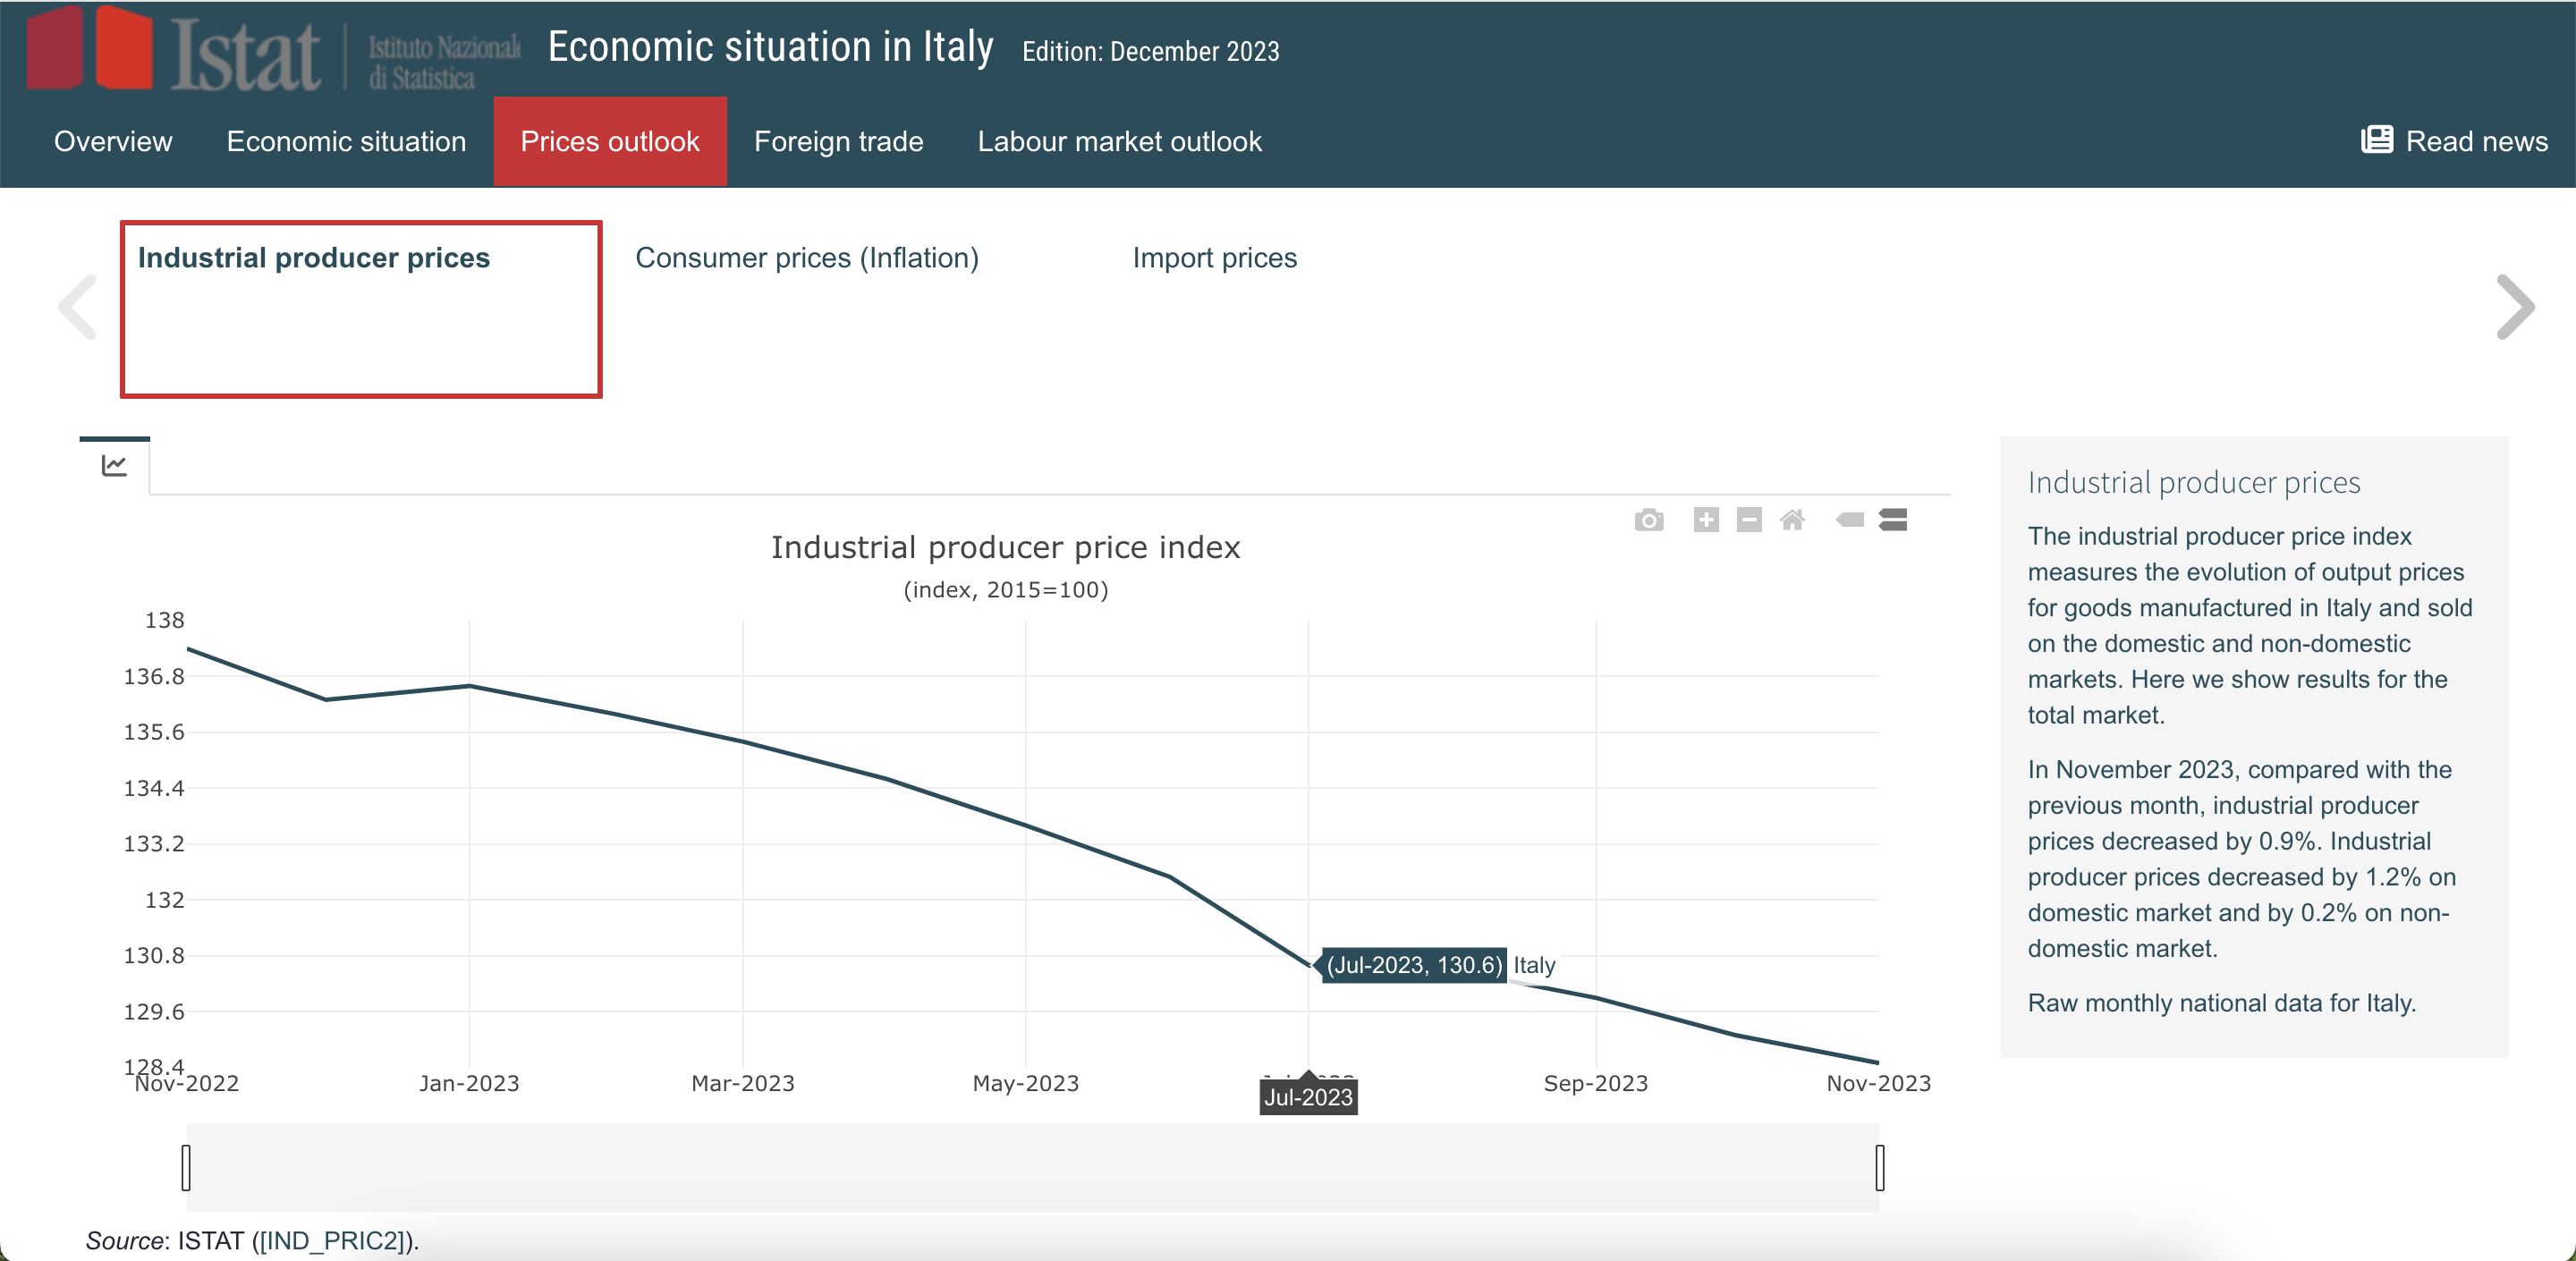 Istat
Istituto Nazionale
di Statistica
Economic situation in Italy Edition: December 2023
Overview Economic situation Prices outlook Foreign trade Labour market outlook Read news
Industrial producer prices Consumer prices (Inflation) Import prices
Industrial producer price index
(index, 2015=100)
138
136.8
135.6
134.4
133.2
132
130.8
129.6
128.4
(Jul-2023, 130.6) Italy
Nov-2022 Jan-2023 Mar-2023 May-2023 Jul-2023 Sep-2023 Nov-2023
Source: ISTAT ([IND_PRIC2]).
Industrial producer prices
The industrial producer price index
measures the evolution of output prices
for goods manufactured in Italy and sold
on the domestic and non-domestic
markets. Here we show results for the
total market.
In November 2023, compared with the
previous month, industrial producer
prices decreased by 0.9%. Industrial
producer prices decreased by 1.2% on
domestic market and by 0.2% on non-
domestic market.
Raw monthly national data for Italy.